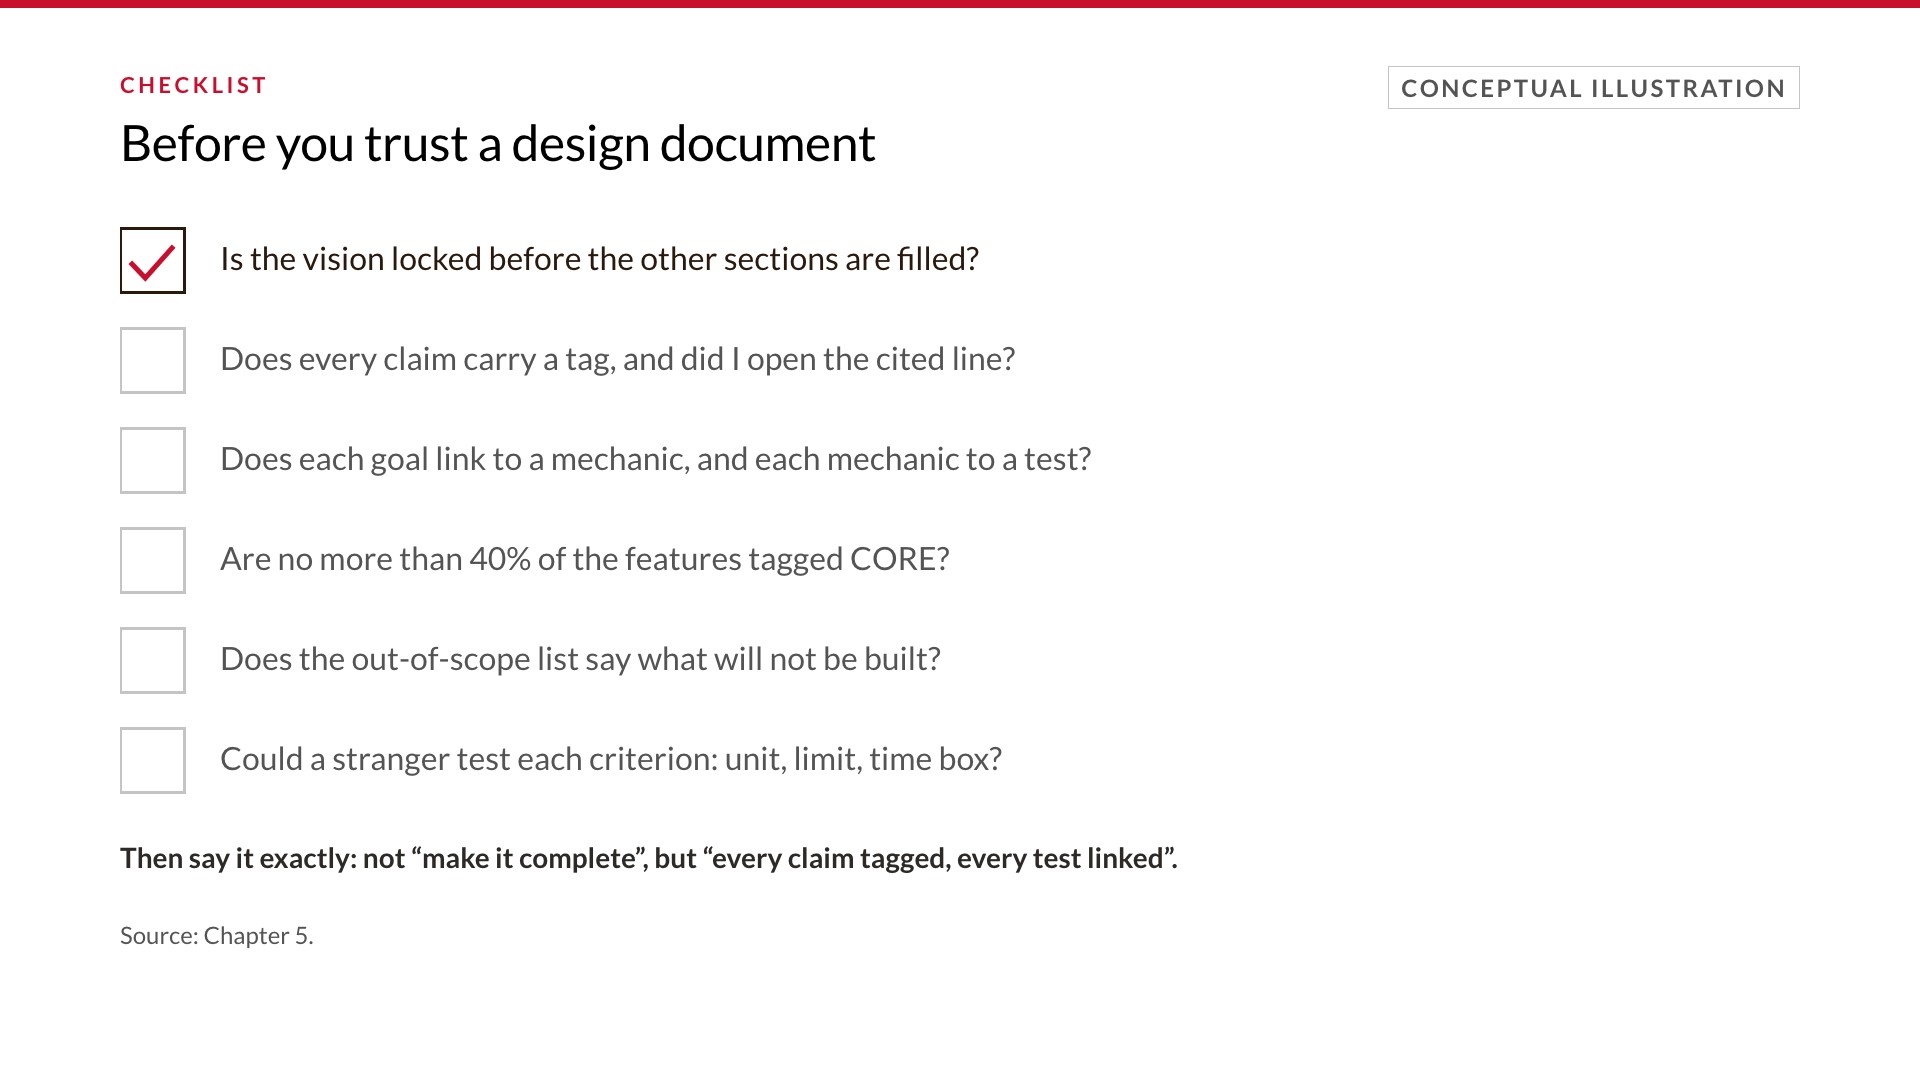 CHECKLIST
CONCEPTUAL ILLUSTRATION
Before you trust a design document
Is the vision locked before the other sections are filled?
Does every claim carry a tag, and did I open the cited line?
Does each goal link to a mechanic, and each mechanic to a test?
Are no more than 40% of the features tagged CORE?
Does the out-of-scope list say what will not be built?
Could a stranger test each criterion: unit, limit, time box?
Then say it exactly: not “make it complete”, but “every claim tagged, every test linked”.
Source: Chapter 5.